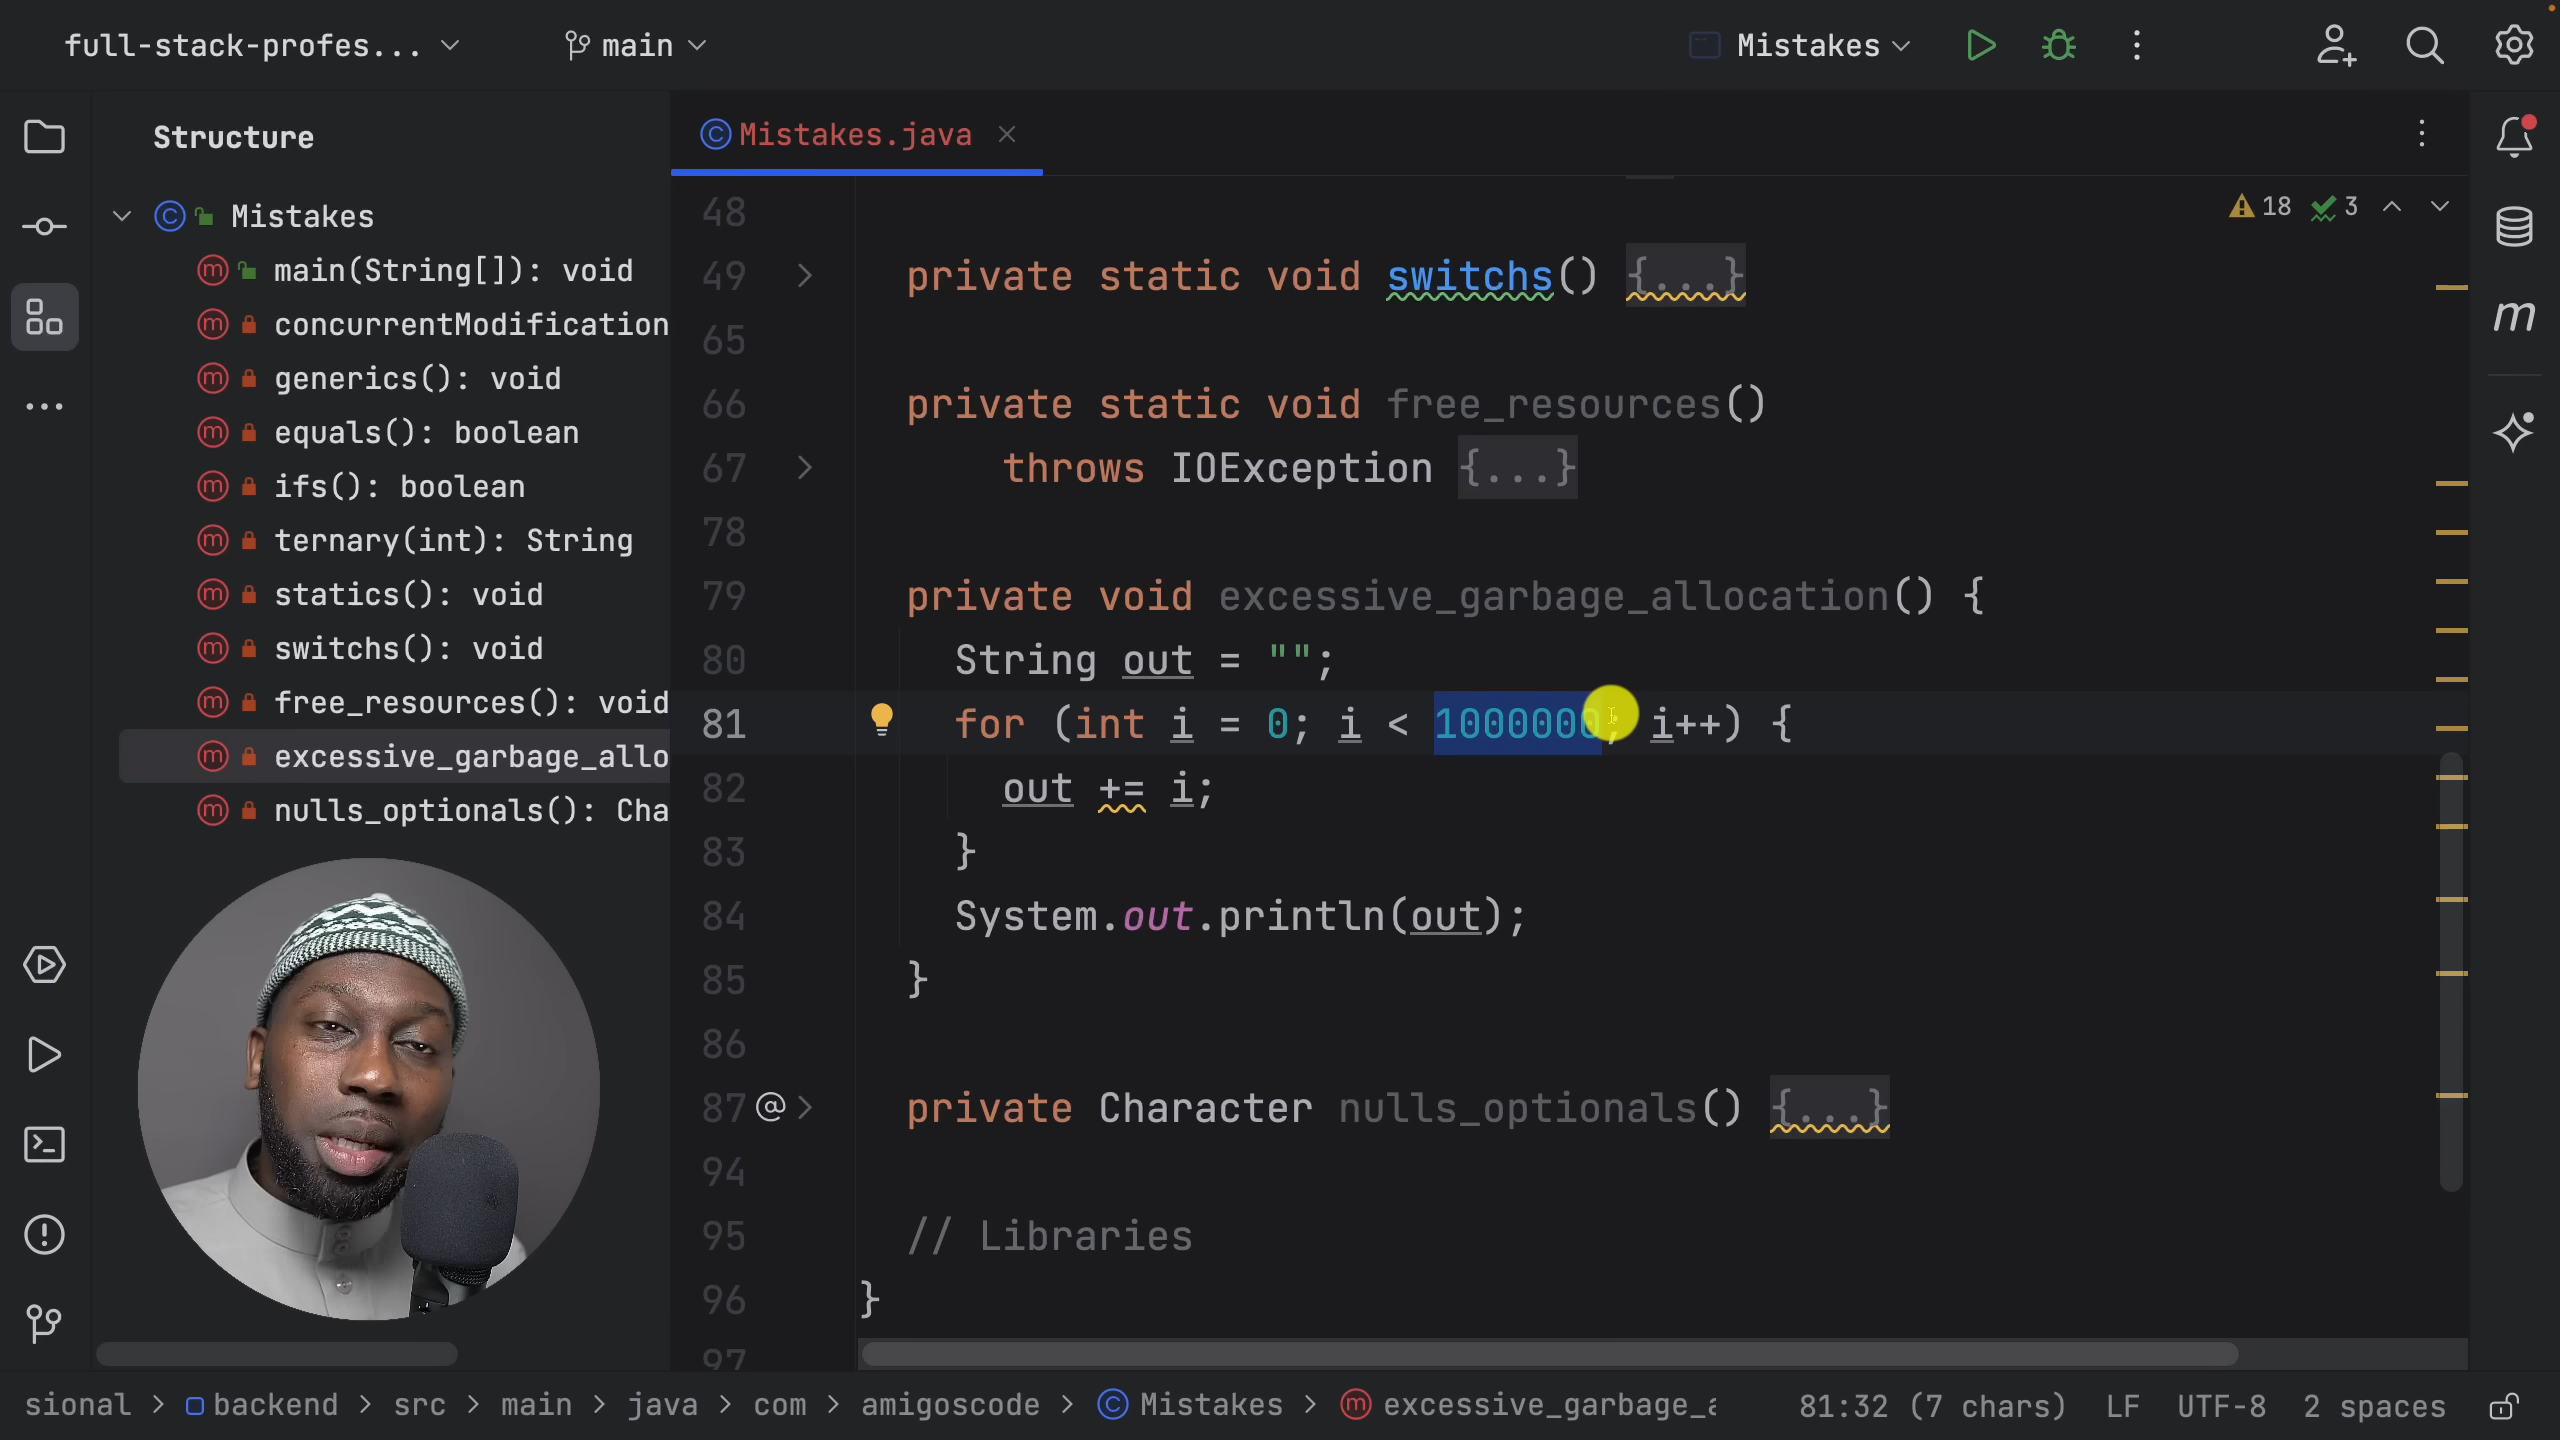 full-stack-profes...
main
Mistakes
Structure
Mistakes
main(String[]): void
concurrentModification
generics(): void
equals(): boolean
ifs(): boolean
ternary(int): String
statics(): void
switchs(): void
free_resources(): void
excessive_garbage_allo
nulls_optionals(): Cha
Mistakes.java
18 3
48
49 private static void switchs() {...}
65
66 private static void free_resources()
67 throws IOException {...}
78
79 private void excessive_garbage_allocation() {
80 String out = "";
81 for (int i = 0; i < 1000000; i++) {
82 out += i;
83 }
84 System.out.println(out);
85 }
86
87 @ private Character nulls_optionals() {...}
94
95 // Libraries
96 }
97
m
sional > backend > src > main > java > com > amigoscode > Mistakes > excessive_garbage_a
81:32 (7 chars) LF UTF-8 2 spaces